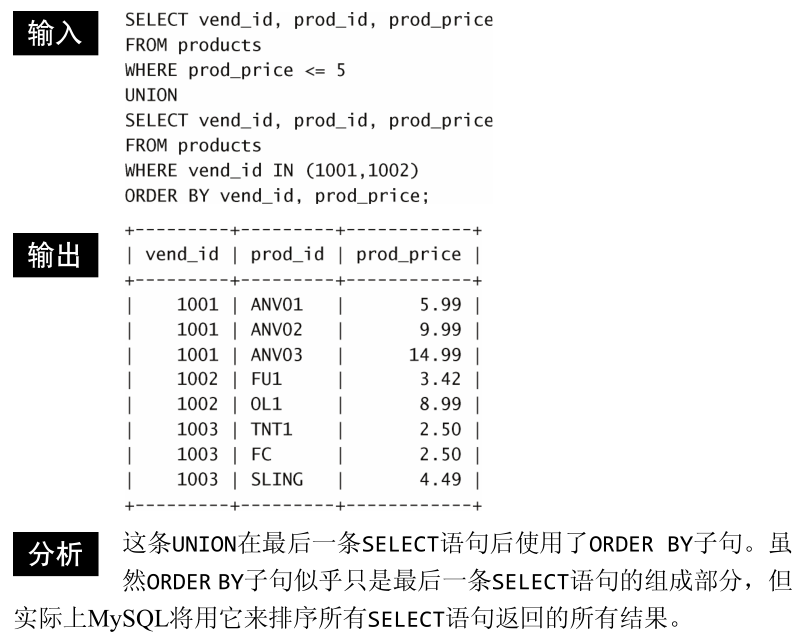 输入
SELECT vend_id, prod_id, prod_price
FROM products
WHERE prod_price <= 5
UNION
SELECT vend_id, prod_id, prod_price
FROM products
WHERE vend_id IN (1001,1002)
ORDER BY vend_id, prod_price;
输出
+---------+---------+------------+
| vend_id | prod_id | prod_price |
+---------+---------+------------+
|    1001 | ANV01   |       5.99 |
|    1001 | ANV02   |       9.99 |
|    1001 | ANV03   |      14.99 |
|    1002 | FU1     |       3.42 |
|    1002 | OL1     |       8.99 |
|    1003 | TNT1    |       2.50 |
|    1003 | FC      |       2.50 |
|    1003 | SLING   |       4.49 |
+---------+---------+------------+
分析 这条UNION在最后一条SELECT语句后使用了ORDER BY子句。虽
然ORDER BY子句似乎只是最后一条SELECT语句的组成部分，但
实际上MySQL将用它来排序所有SELECT语句返回的所有结果。